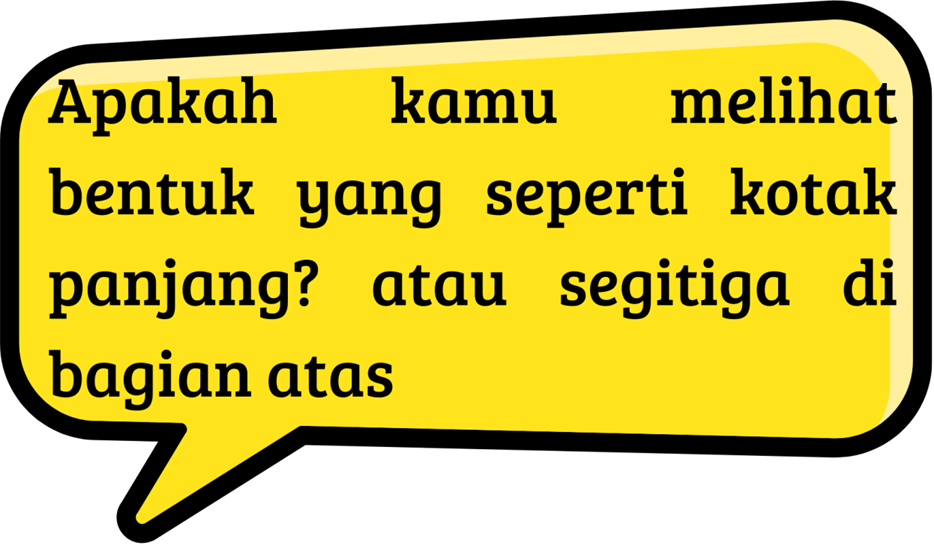 Apakah kamu melihat
bentuk yang seperti kotak
panjang? atau segitiga di
bagian atas